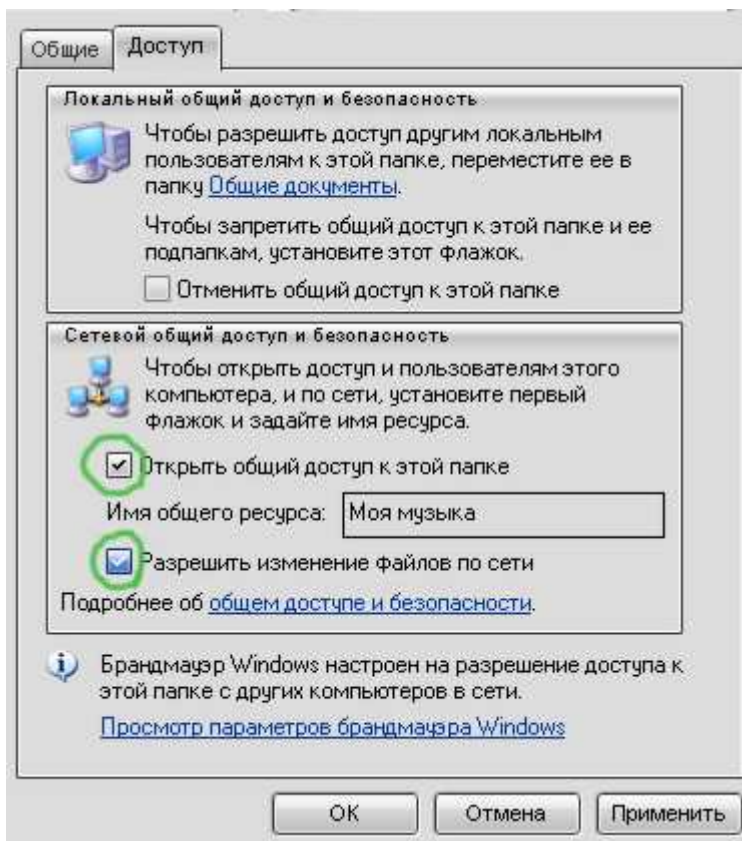 Общие Доступ
Локальный общий доступ и безопасность
Чтобы разрешить доступ другим локальным
пользователям к этой папке, переместите ее в
папку Общие документы.
Чтобы запретить общий доступ к этой папке и ее
подпапкам, установите этот флажок.
Отменить общий доступ к этой папке
Сетевой общий доступ и безопасность
Чтобы открыть доступ и пользователям этого
компьютера, и по сети, установите первый
флажок и задайте имя ресурса.
Открыть общий доступ к этой папке
Имя общего ресурса: Моя музыка
Разрешить изменение файлов по сети
Подробнее об общем доступе и безопасности.
Брандмауэр Windows настроен на разрешение доступа к
этой папке с других компьютеров в сети.
Просмотр параметров брандмауэра Windows
ОК Отмена Применить